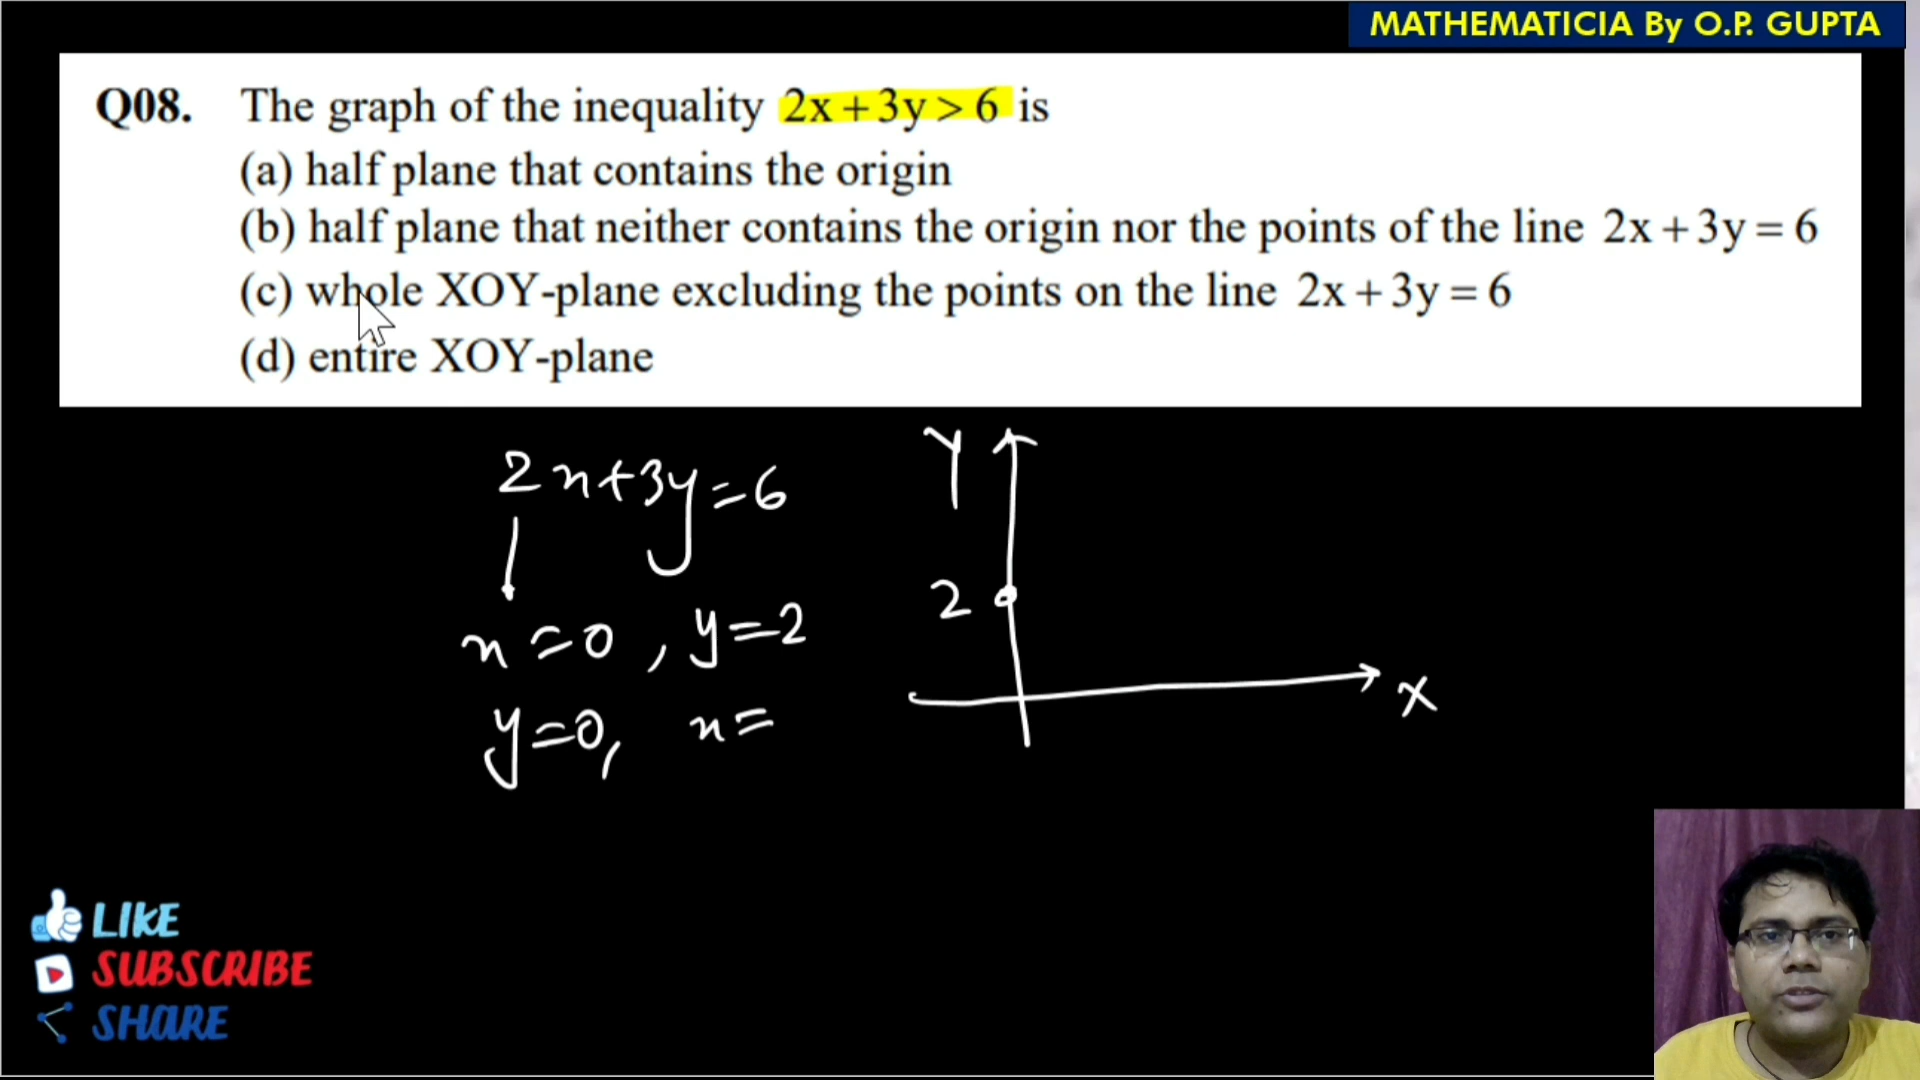 MATHEMATICIA By O.P. GUPTA
Q08. The graph of the inequality 2x + 3y > 6 is
(a) half plane that contains the origin
(b) half plane that neither contains the origin nor the points of the line 2x + 3y = 6
(c) whole XOY-plane excluding the points on the line 2x + 3y = 6
(d) entire XOY-plane
2x+3y=6
x=0, y=2
y=0, x=
Y
2
X
LIKE
SUBSCRIBE
SHARE